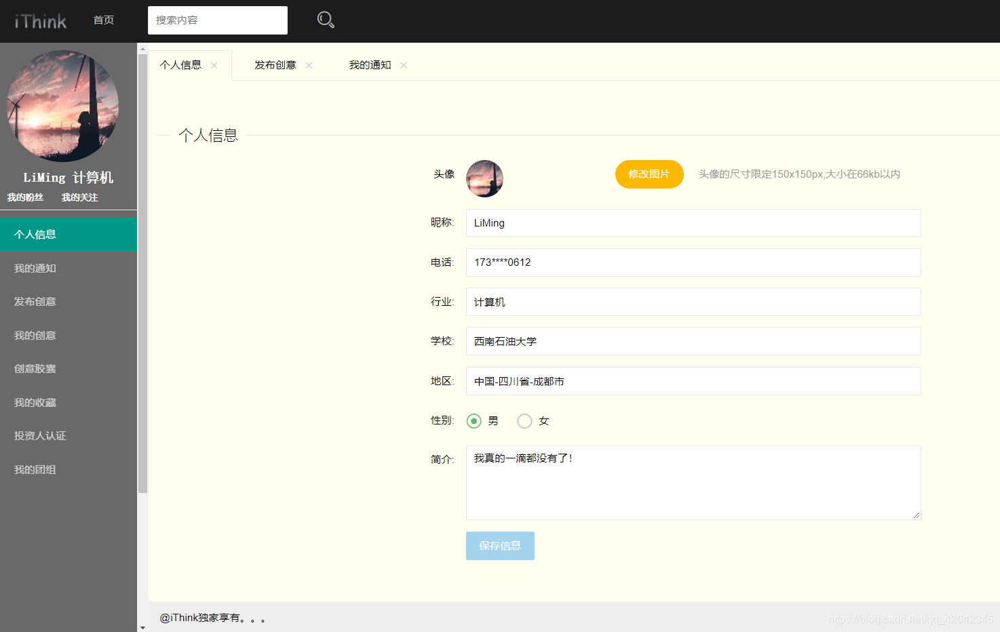 iThink 首页 搜索内容
个人信息 发布创意 我的通知
LiMing 计算机
我的粉丝 我的关注
个人信息
我的通知
发布创意
我的创意
创意胶囊
我的收藏
投资人认证
我的团组
个人信息
头像 修改图片 头像的尺寸限定150x150px,大小在66kb以内
昵称: LiMing
电话: 173****0612
行业: 计算机
学校: 西南石油大学
地区: 中国-四川省-成都市
性别: 男 女
简介: 我真的一滴都没有了!
保存信息
@iThink独家享有。。。
https://blog.csdn.net/qq_42042345